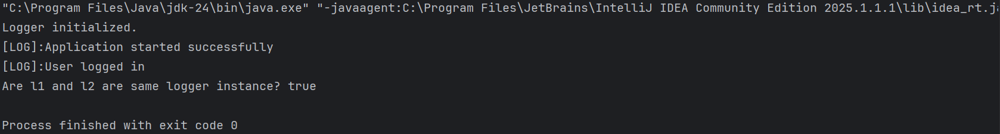 "C:\Program Files\Java\jdk-24\bin\java.exe" "-javaagent:C:\Program Files\JetBrains\IntelliJ IDEA Community Edition 2025.1.1.1\lib\idea_rt.ja
Logger initialized.
[LOG]:Application started successfully
[LOG]:User logged in
Are l1 and l2 are same logger instance? true
Process finished with exit code 0